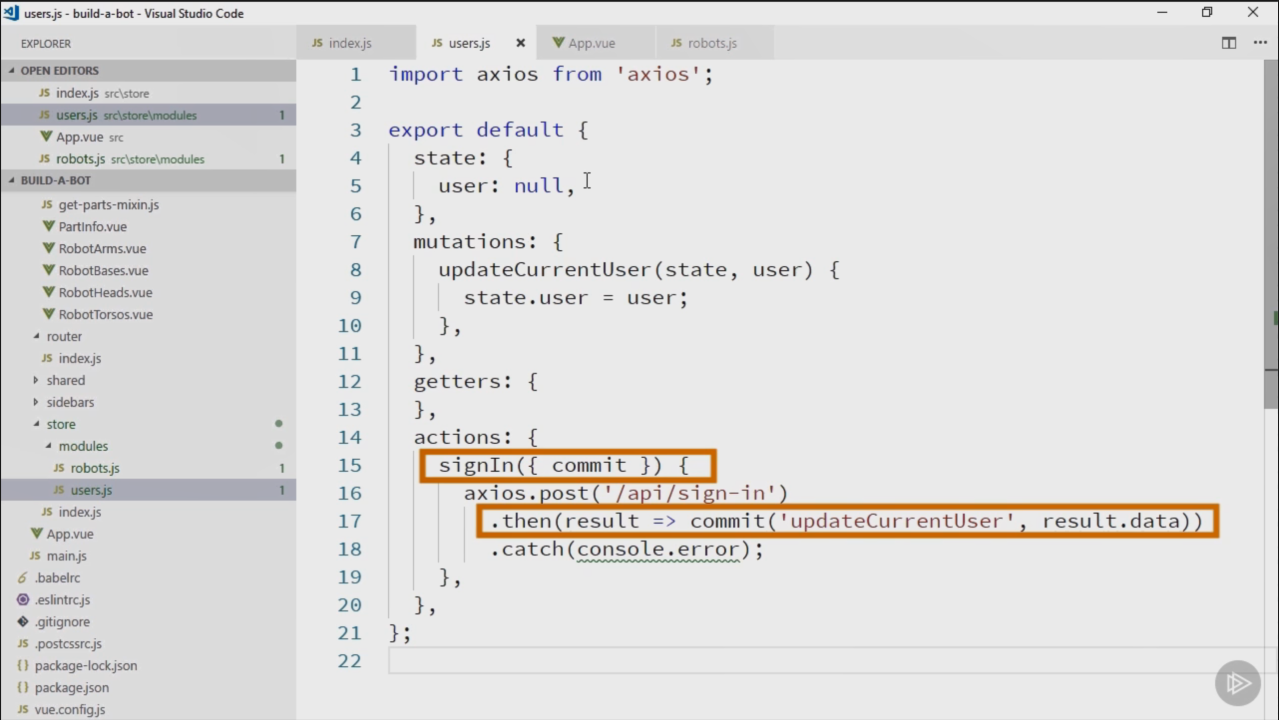 users.js - build-a-bot - Visual Studio Code
EXPLORER
JS index.js
JS users.js
App.vue
JS robots.js
OPEN EDITORS
JS index.js src\store
JS users.js src\store\modules 1
App.vue src
JS robots.js src\store\modules 1
BUILD-A-BOT
JS get-parts-mixin.js
PartInfo.vue
RobotArms.vue
RobotBases.vue
RobotHeads.vue
RobotTorsos.vue
router
JS index.js
shared
sidebars
store
modules
JS robots.js 1
JS users.js 1
JS index.js
App.vue
JS main.js
6 .babelrc
.eslintrc.js
.gitignore
JS .postcssrc.js
{} package-lock.json
{} package.json
JS vue.config.js
1 import axios from 'axios';
2
3 export default {
4 state: {
5 user: null,
6 },
7 mutations: {
8 updateCurrentUser(state, user) {
9 state.user = user;
10 },
11 },
12 getters: {
13 },
14 actions: {
15 signIn({ commit }) {
16 axios.post('/api/sign-in')
17 .then(result => commit('updateCurrentUser', result.data))
18 .catch(console.error);
19 },
20 },
21 };
22